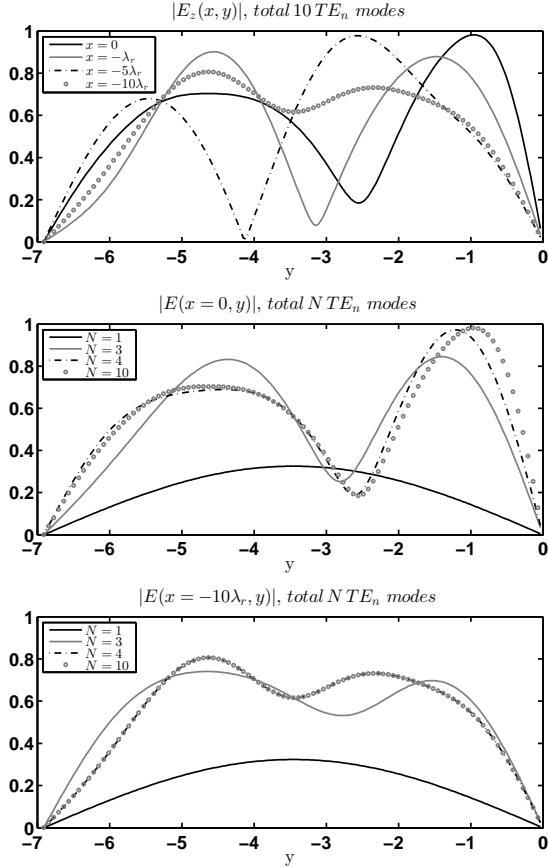 |E_z(x, y)|, total 10 TE_n modes
1
0.8
0.6
0.4
0.2
0
x = 0
x = −λ_r
x = −5λ_r
x = −10λ_r
−7 −6 −5 −4 −3 −2 −1 0
y
|E(x = 0, y)|, total N TE_n modes
1
0.8
0.6
0.4
0.2
0
N = 1
N = 3
N = 4
N = 10
−7 −6 −5 −4 −3 −2 −1 0
y
|E(x = −10λ_r, y)|, total N TE_n modes
1
0.8
0.6
0.4
0.2
0
N = 1
N = 3
N = 4
N = 10
−7 −6 −5 −4 −3 −2 −1 0
y